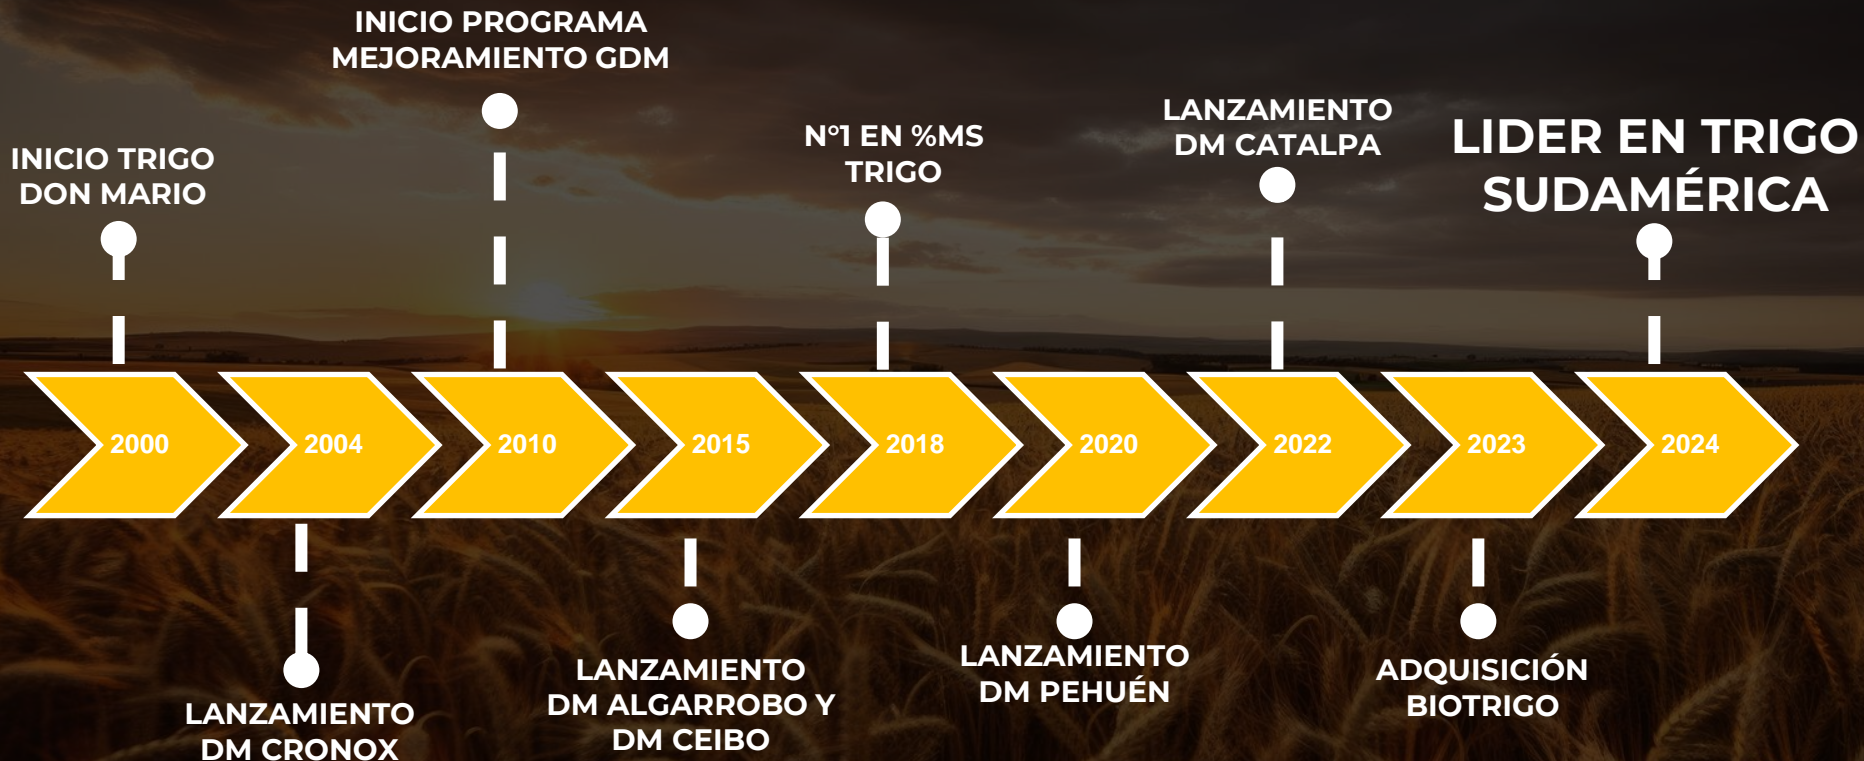 INICIO PROGRAMA
MEJORAMIENTO GDM
INICIO TRIGO
DON MARIO
N°1 EN %MS
TRIGO
LANZAMIENTO
DM CATALPA
LIDER EN TRIGO
SUDAMÉRICA
2000
2004
2010
2015
2018
2020
2022
2023
2024
LANZAMIENTO
DM CRONOX
LANZAMIENTO
DM ALGARROBO Y
DM CEIBO
LANZAMIENTO
DM PEHUÉN
ADQUISICIÓN
BIOTRIGO